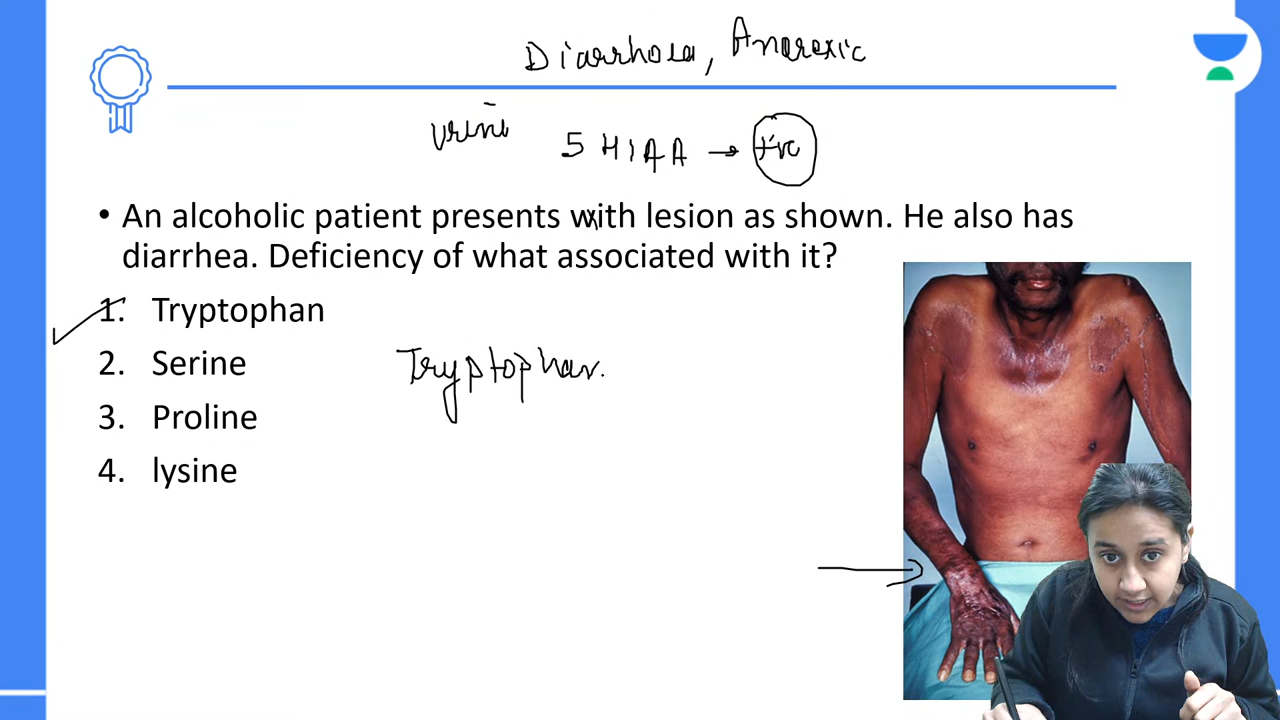 Diarrhoea, Anorexic
Urine 5 HIAA → +ve
• An alcoholic patient presents with lesion as shown. He also has
diarrhea. Deficiency of what associated with it?
1. Tryptophan
2. Serine
Tryptophan.
3. Proline
4. lysine